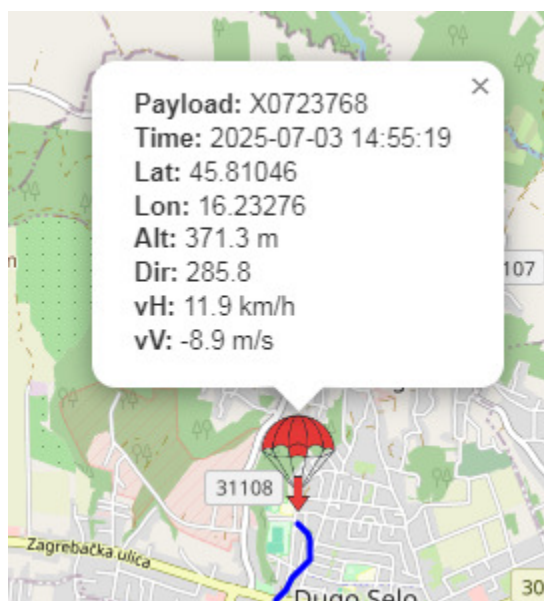 ×
Payload: X0723768
Time: 2025-07-03 14:55:19
Lat: 45.81046
Lon: 16.23276
Alt: 371.3 m
Dir: 285.8
vH: 11.9 km/h
vV: -8.9 m/s
107
31108
Zagrebačka ulica
Dugo Selo
30